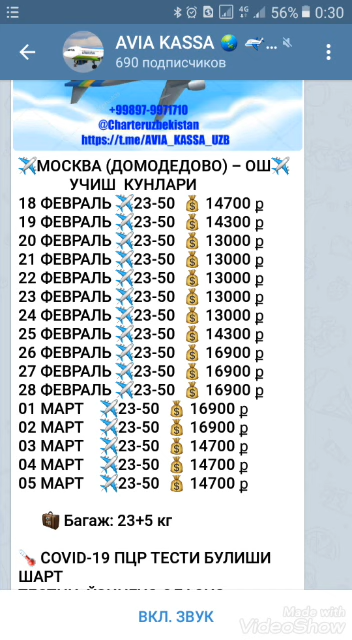 4G 56% 0:30
AVIA KASSA 🌏 🛫...
690 подписчиков
+99897-9971710
@Charteruzbekistan
https://t.me/AVIA_KASSA_UZB
✈️МОСКВА (ДОМОДЕДОВО) – ОШ✈️
УЧИШ КУНЛАРИ
18 ФЕВРАЛЬ ✈️23-50 💰 14700 ꝑ
19 ФЕВРАЛЬ ✈️23-50 💰 14300 ꝑ
20 ФЕВРАЛЬ ✈️23-50 💰 13000 ꝑ
21 ФЕВРАЛЬ ✈️23-50 💰 13000 ꝑ
22 ФЕВРАЛЬ ✈️23-50 💰 13000 ꝑ
23 ФЕВРАЛЬ ✈️23-50 💰 13000 ꝑ
24 ФЕВРАЛЬ ✈️23-50 💰 13000 ꝑ
25 ФЕВРАЛЬ ✈️23-50 💰 14300 ꝑ
26 ФЕВРАЛЬ ✈️23-50 💰 16900 ꝑ
27 ФЕВРАЛЬ ✈️23-50 💰 16900 ꝑ
28 ФЕВРАЛЬ ✈️23-50 💰 16900 ꝑ
01 МАРТ ✈️23-50 💰 16900 ꝑ
02 МАРТ ✈️23-50 💰 16900 ꝑ
03 МАРТ ✈️23-50 💰 14700 ꝑ
04 МАРТ ✈️23-50 💰 14700 ꝑ
05 МАРТ ✈️23-50 💰 14700 ꝑ
🧳 Багаж: 23+5 кг
🌡️ COVID-19 ПЦР ТЕСТИ БУЛИШИ
ШАРТ
ВКЛ. ЗВУК
Made with
VideoShow